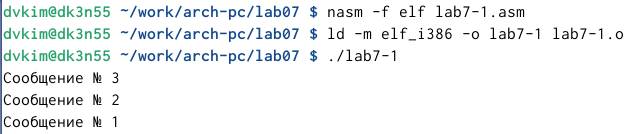 dvkim@dk3n55 ~/work/arch-pc/lab07 $ nasm -f elf lab7-1.asm
dvkim@dk3n55 ~/work/arch-pc/lab07 $ ld -m elf_i386 -o lab7-1 lab7-1.o
dvkim@dk3n55 ~/work/arch-pc/lab07 $ ./lab7-1
Сообщение № 3
Сообщение № 2
Сообщение № 1